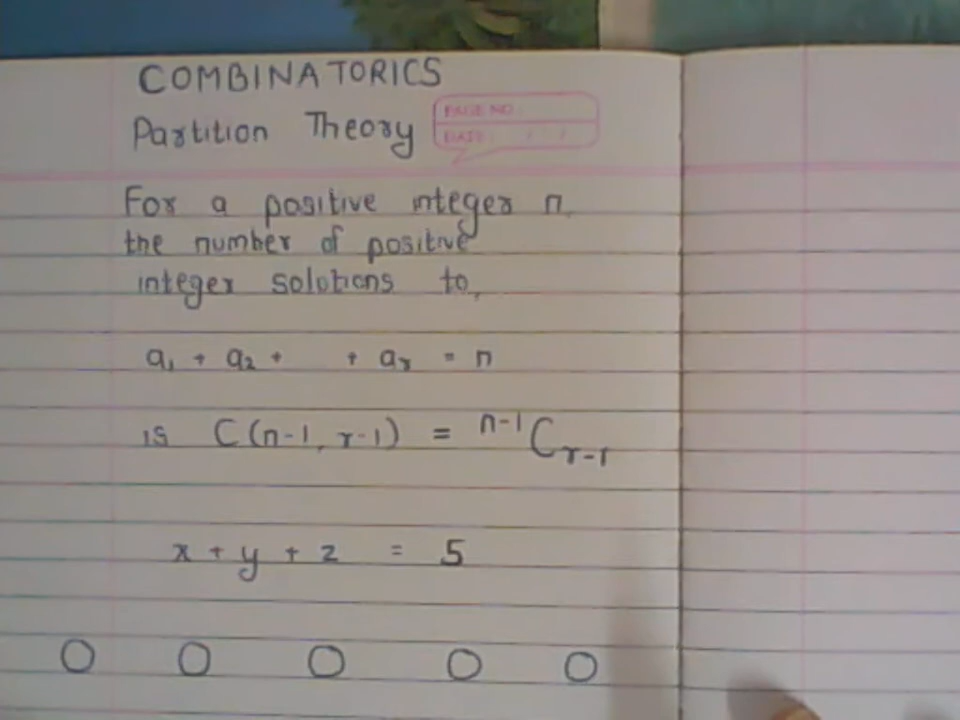 COMBINATORICS
Partition Theory
PAGE NO.:
DATE: / /
For a positive integer n,
the number of positive
integer solutions to,
a₁ + a₂ + + aᵣ = n
is C(n-1, r-1) = ⁿ⁻¹Cᵣ₋₁
x + y + z = 5